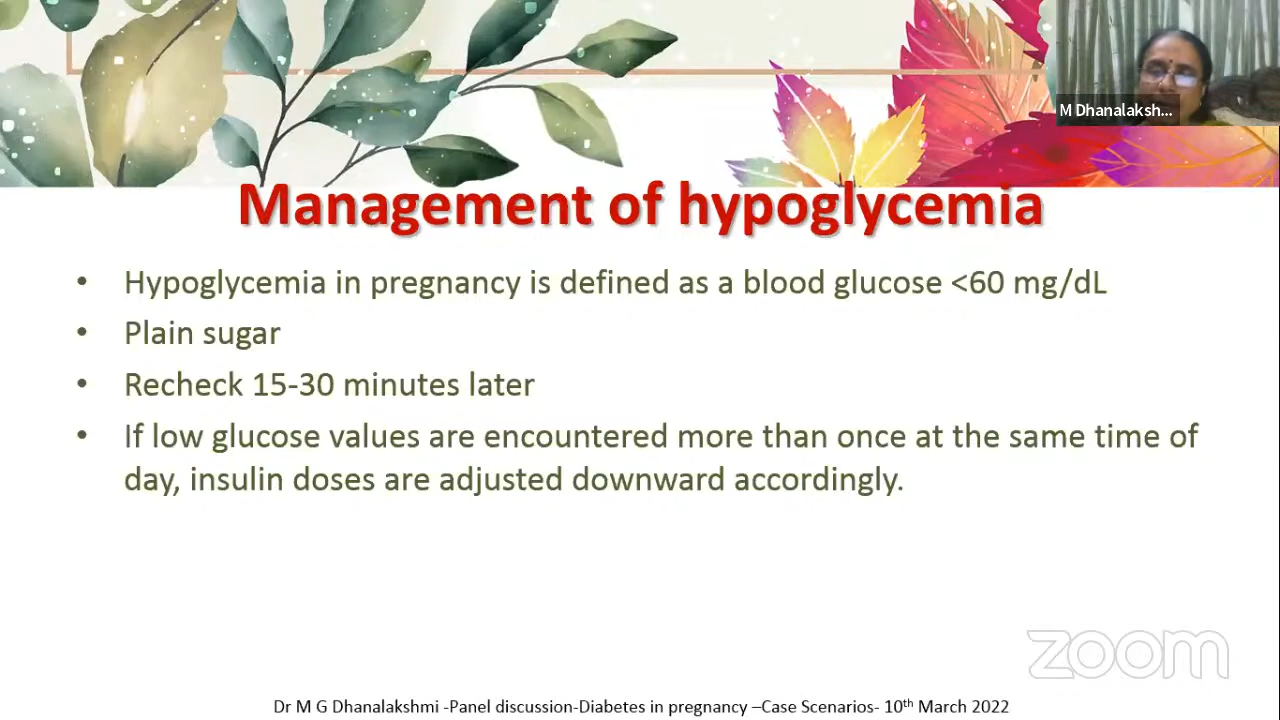 M Dhanalaksh...
Management of hypoglycemia
• Hypoglycemia in pregnancy is defined as a blood glucose <60 mg/dL
• Plain sugar
• Recheck 15-30 minutes later
• If low glucose values are encountered more than once at the same time of
day, insulin doses are adjusted downward accordingly.
zoom
Dr M G Dhanalakshmi -Panel discussion-Diabetes in pregnancy –Case Scenarios- 10th March 2022